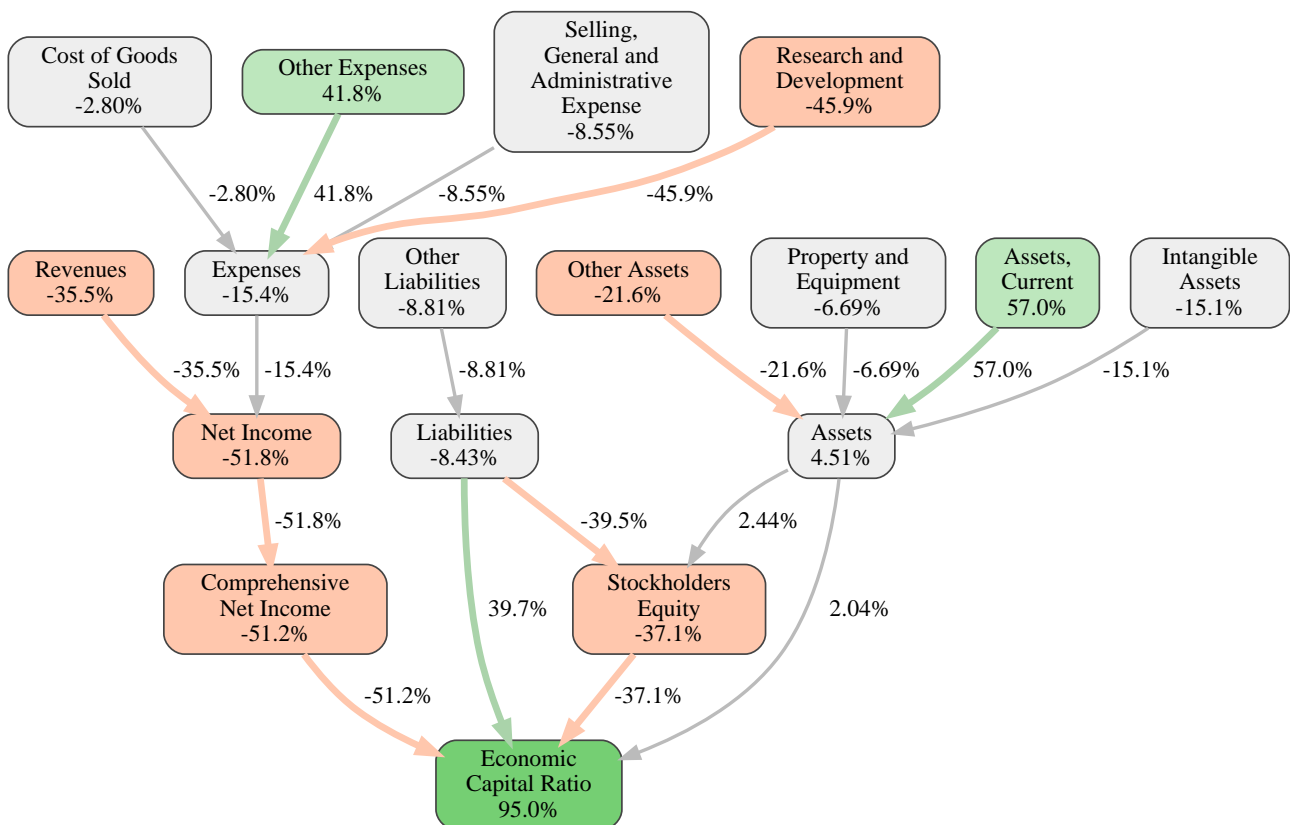 Cost of Goods
Sold
-2.80%
Other Expenses
41.8%
Selling,
General and
Administrative
Expense
-8.55%
Research and
Development
-45.9%
-2.80%
41.8%
-8.55%
-45.9%
Revenues
-35.5%
Expenses
-15.4%
Other
Liabilities
-8.81%
Other Assets
-21.6%
Property and
Equipment
-6.69%
Assets,
Current
57.0%
Intangible
Assets
-15.1%
-35.5%
-15.4%
-8.81%
-21.6%
-6.69%
57.0%
-15.1%
Net Income
-51.8%
Liabilities
-8.43%
Assets
4.51%
-51.8%
-39.5%
2.44%
Comprehensive
Net Income
-51.2%
39.7%
Stockholders
Equity
-37.1%
2.04%
-51.2%
-37.1%
Economic
Capital Ratio
95.0%